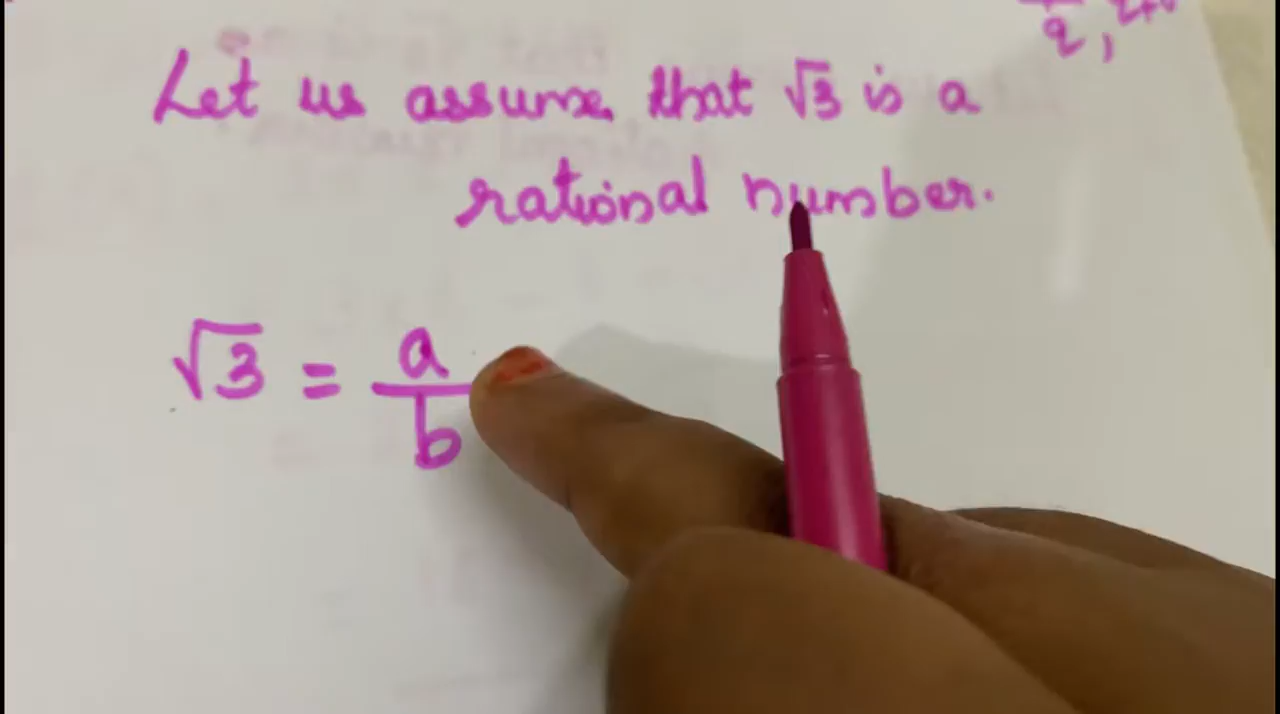 q,
Let us assume that √3 is a
rational number.
√3 = a
b